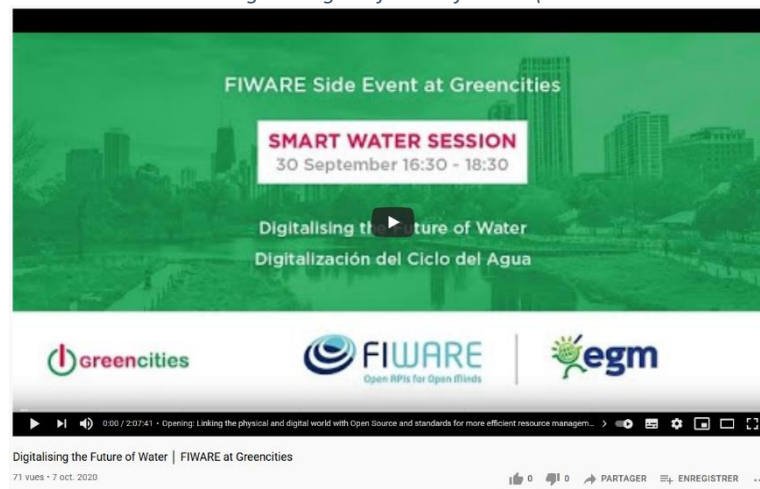 FIWARE Side Event at Greencities
SMART WATER SESSION
30 September 16:30 - 18:30
Digitalising the Future of Water
Digitalización del Ciclo del Agua
greencities
FIWARE
Open APIs for Open Minds
egm
0:00 / 2:07:41 • Opening: Linking the physical and digital world with Open Source and standards for more efficient resource managem...
Digitalising the Future of Water | FIWARE at Greencities
71 vues • 7 oct. 2020
0
0
PARTAGER
ENREGISTRER